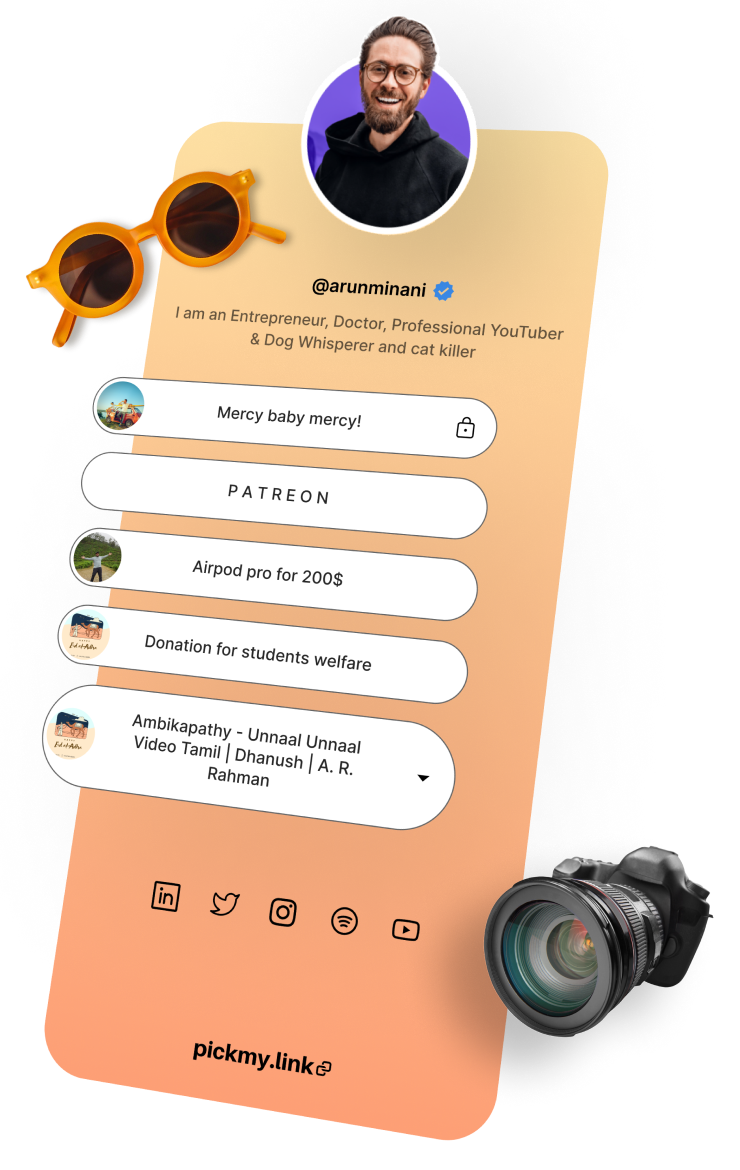 @arunminani
I am an Entrepreneur, Doctor, Professional YouTuber
& Dog Whisperer and cat killer
Mercy baby mercy!
PATREON
Airpod pro for 200$
Donation for students welfare
Ambikapathy - Unnaal Unnaal
Video Tamil | Dhanush | A. R.
Rahman
in
pickmy.link